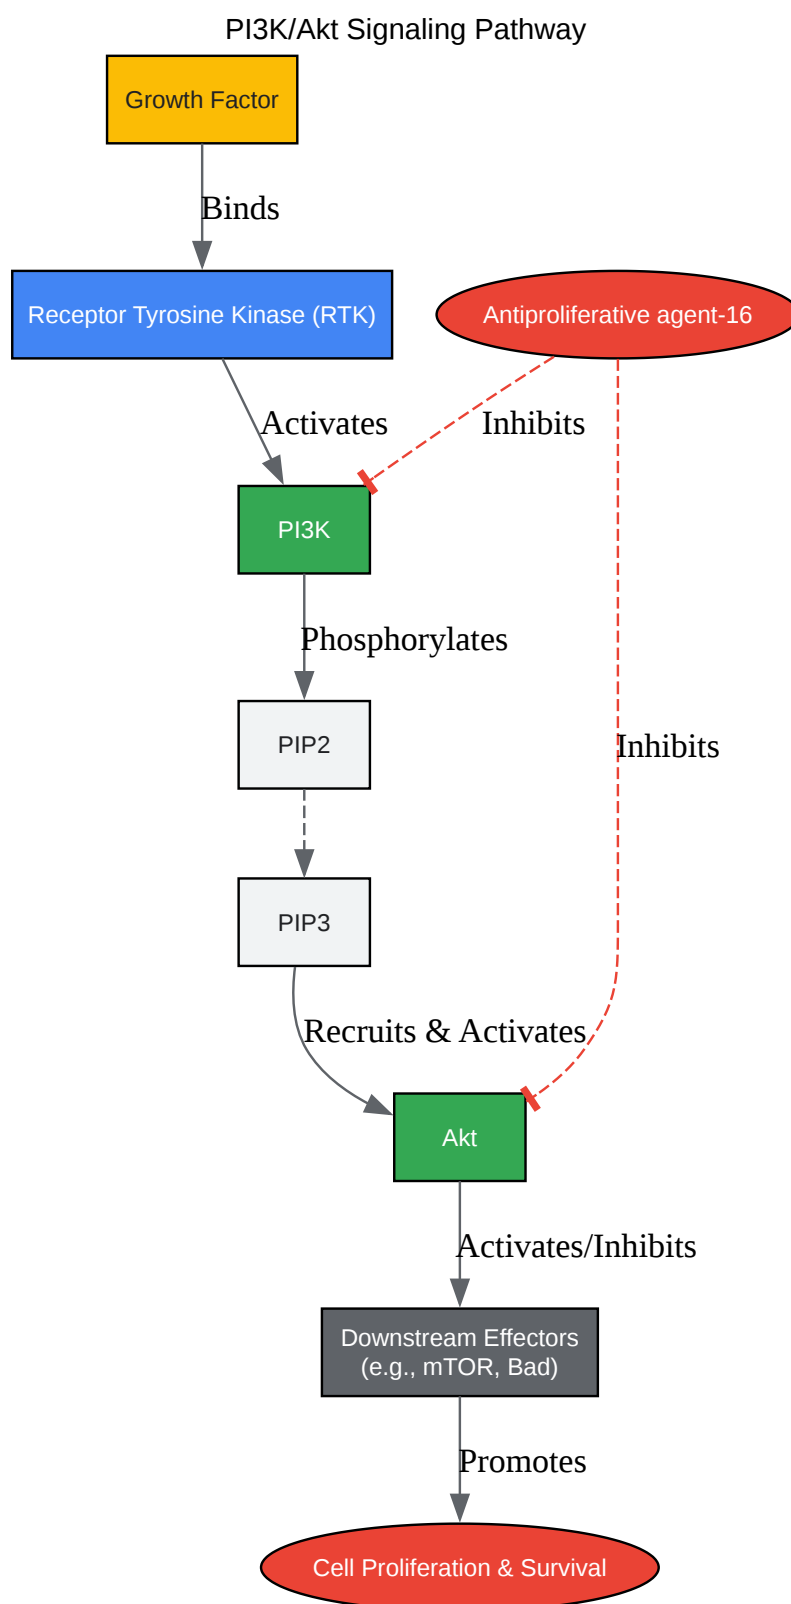 PI3K/Akt Signaling Pathway
Growth Factor
Binds
Receptor Tyrosine Kinase (RTK)
Antiproliferative agent-16
Activates
Inhibits
PI3K
Phosphorylates
PIP2
Inhibits
PIP3
Recruits & Activates
Akt
Activates/Inhibits
Downstream Effectors
(e.g., mTOR, Bad)
Promotes
Cell Proliferation & Survival